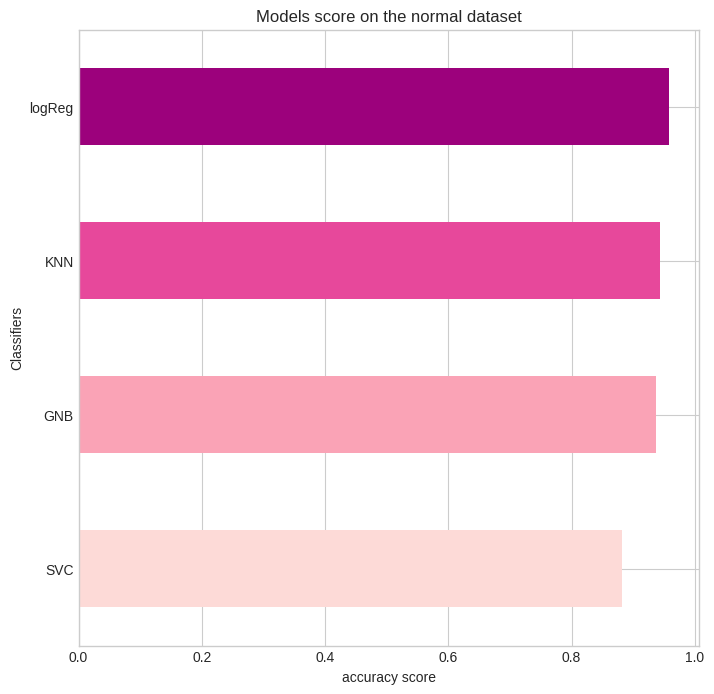 Models score on the normal dataset
logReg
KNN
GNB
SVC
Classifiers
0.0 0.2 0.4 0.6 0.8 1.0
accuracy score